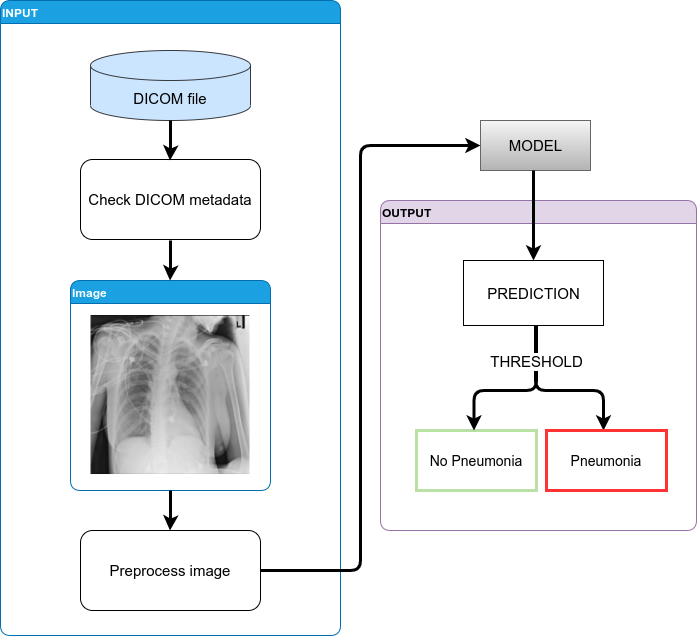 INPUT
DICOM file
Check DICOM metadata
Image
L
Preprocess image
MODEL
OUTPUT
PREDICTION
THRESHOLD
No Pneumonia
Pneumonia